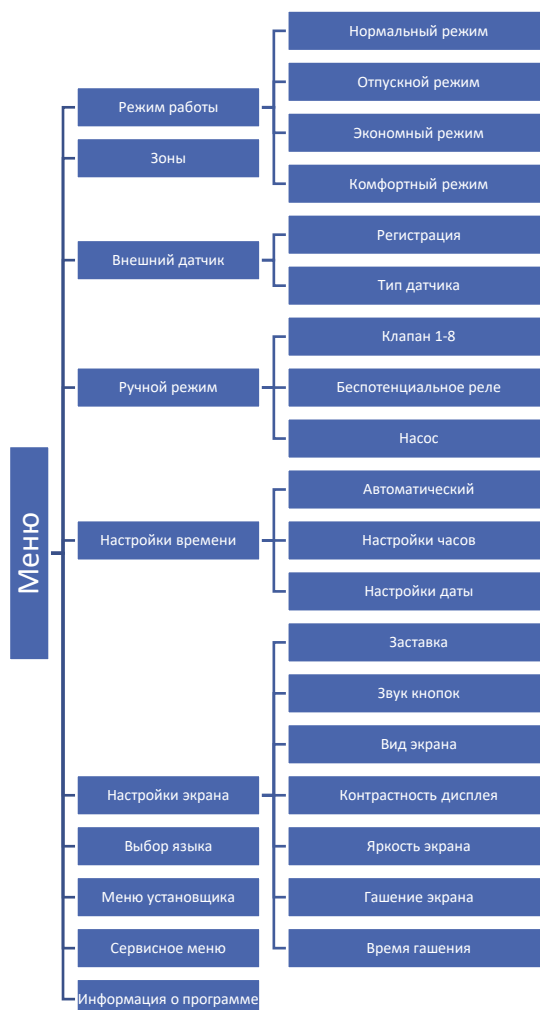 Меню
Режим работы
Нормальный режим
Отпускной режим
Экономный режим
Комфортный режим
Зоны
Внешний датчик
Регистрация
Тип датчика
Ручной режим
Клапан 1-8
Беспотенциальное реле
Насос
Настройки времени
Автоматический
Настройки часов
Настройки даты
Настройки экрана
Заставка
Звук кнопок
Вид экрана
Контрастность дисплея
Яркость экрана
Гашение экрана
Время гашения
Выбор языка
Меню установщика
Сервисное меню
Информация о программе